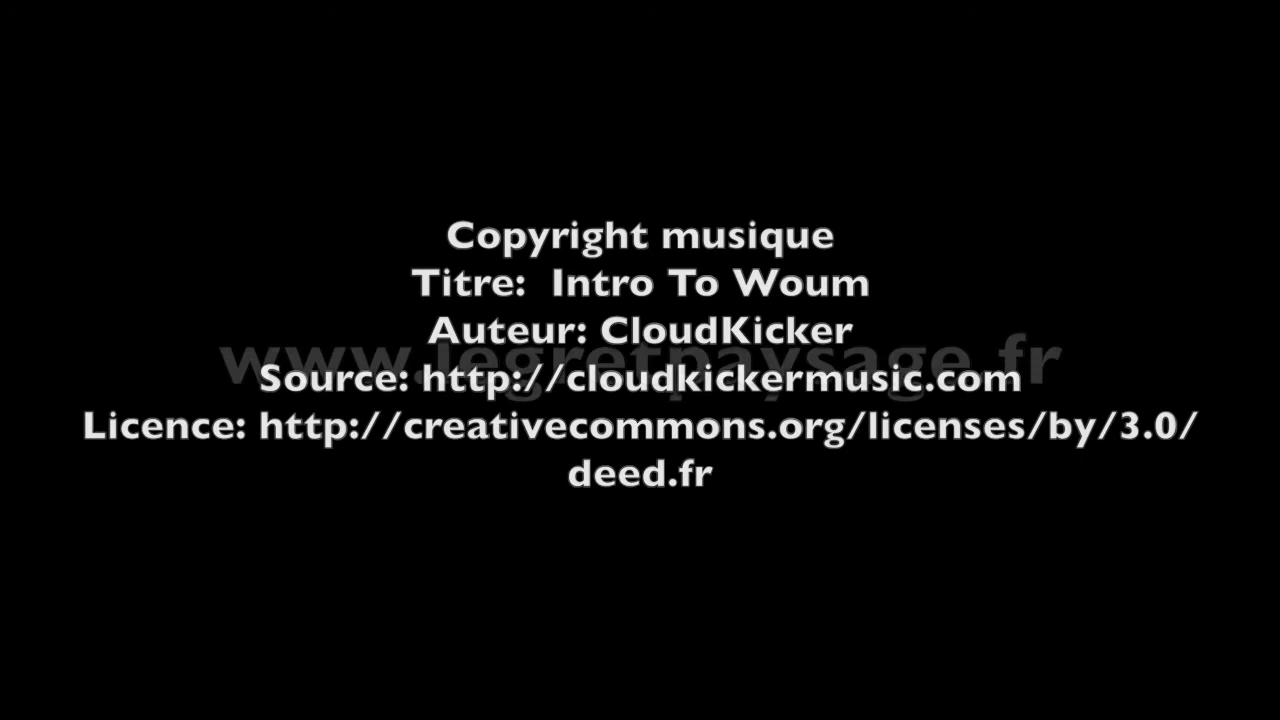 Copyright musique
Titre: Intro To Woum
Auteur: CloudKicker
www.legretpaysage.fr
Source: http://cloudkickermusic.com
Licence: http://creativecommons.org/licenses/by/3.0/
deed.fr